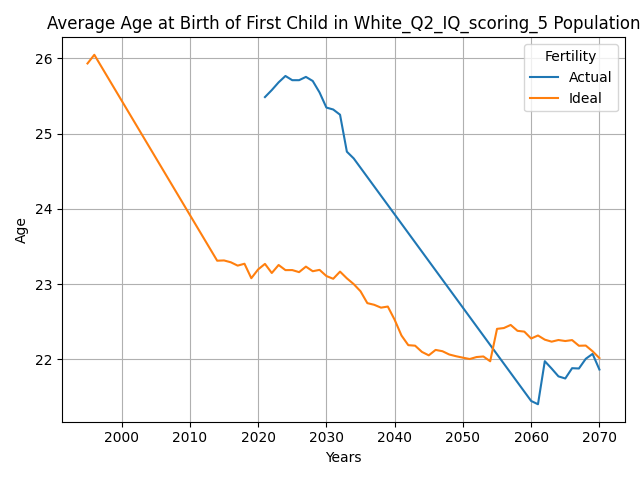 Average Age at Birth of First Child in White_Q2_IQ_scoring_5 Population
Fertility
Actual
Ideal
Age
26
25
24
23
22
2000 2010 2020 2030 2040 2050 2060 2070
Years